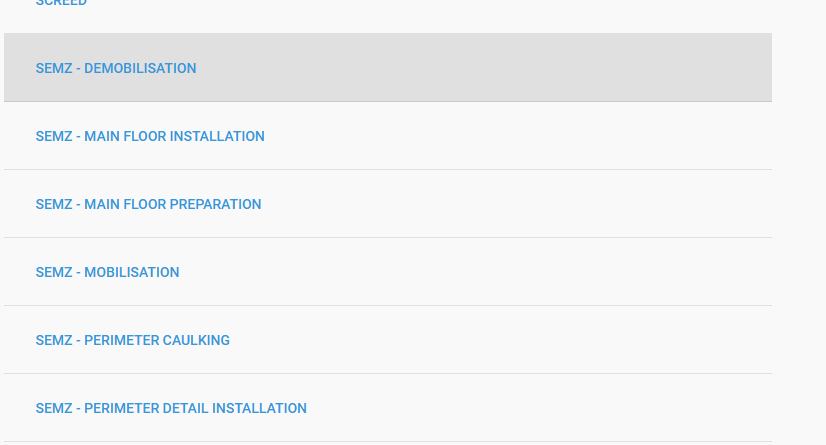 SCREED
SEMZ - DEMOBILISATION
SEMZ - MAIN FLOOR INSTALLATION
SEMZ - MAIN FLOOR PREPARATION
SEMZ - MOBILISATION
SEMZ - PERIMETER CAULKING
SEMZ - PERIMETER DETAIL INSTALLATION